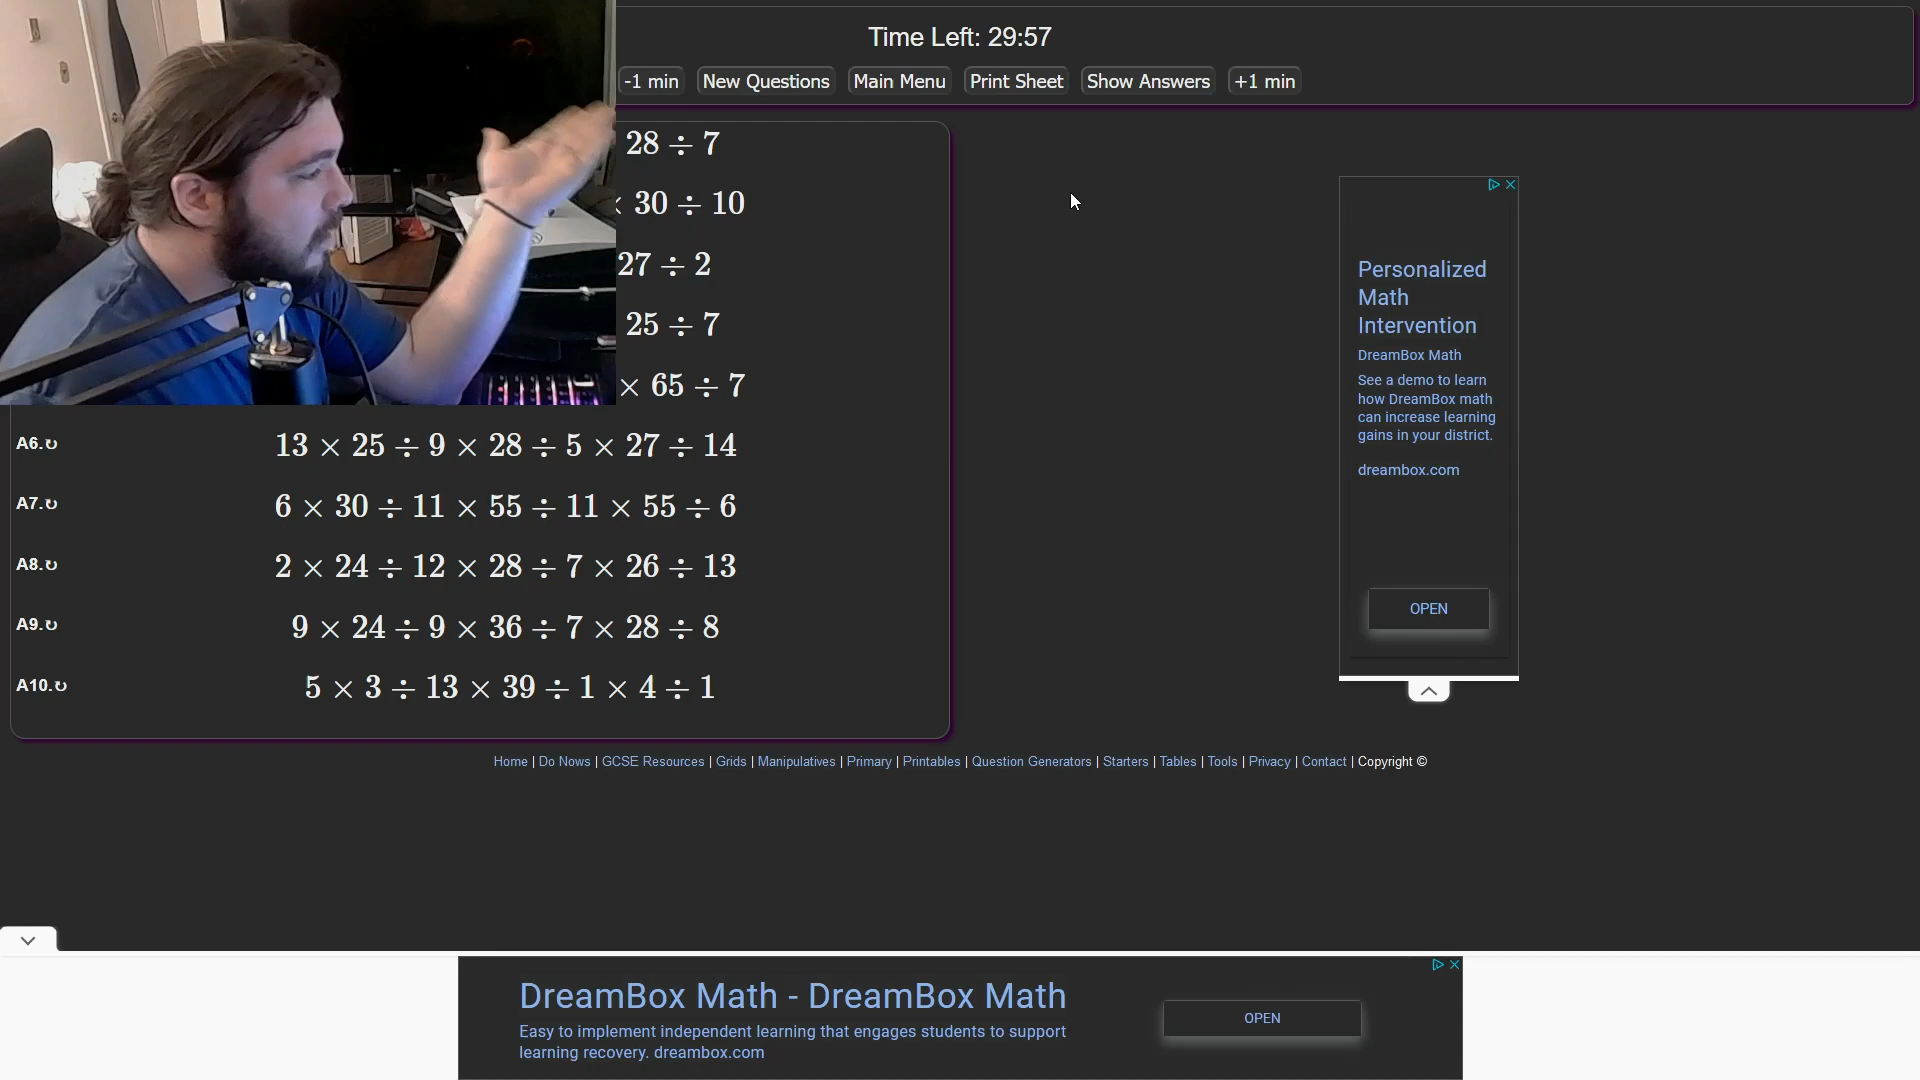 Time Left: 29:57
-1 min New Questions Main Menu Print Sheet Show Answers +1 min
28 ÷ 7
× 30 ÷ 10
27 ÷ 2
25 ÷ 7
× 65 ÷ 7
A6.↻ 13 × 25 ÷ 9 × 28 ÷ 5 × 27 ÷ 14
A7.↻ 6 × 30 ÷ 11 × 55 ÷ 11 × 55 ÷ 6
A8.↻ 2 × 24 ÷ 12 × 28 ÷ 7 × 26 ÷ 13
A9.↻ 9 × 24 ÷ 9 × 36 ÷ 7 × 28 ÷ 8
A10.↻ 5 × 3 ÷ 13 × 39 ÷ 1 × 4 ÷ 1
Personalized
Math
Intervention
DreamBox Math
See a demo to learn
how DreamBox math
can increase learning
gains in your district.
dreambox.com
OPEN
Home | Do Nows | GCSE Resources | Grids | Manipulatives | Primary | Printables | Question Generators | Starters | Tables | Tools | Privacy | Contact | Copyright ©
DreamBox Math - DreamBox Math
Easy to implement independent learning that engages students to support
learning recovery. dreambox.com
OPEN